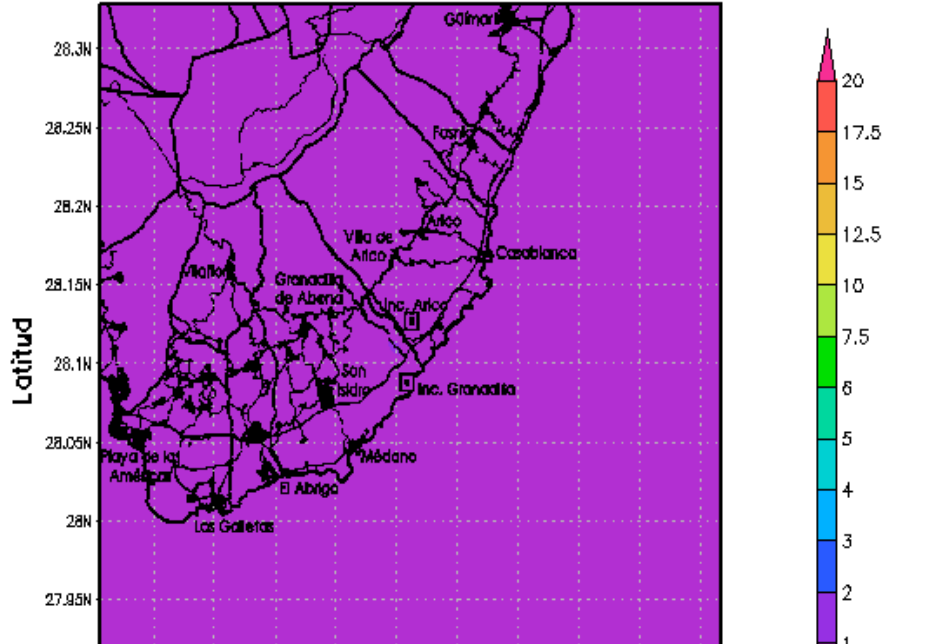 Güimar
20
28.3N
17.5
28.25N
Fasnia
15
28.2N
Arico
Villa de
Arico
12.5
Casablanca
Vilaflor
10
Granadilla
de Abona
28.15N
Inc. Arico
7.5
28.1N
San
Isidro
6
Inc. Granadilla
Latitud
5
28.05N
Playa de las
Américas
Médano
El Abrigo
4
28N
Las Galletas
3
2
27.95N
1